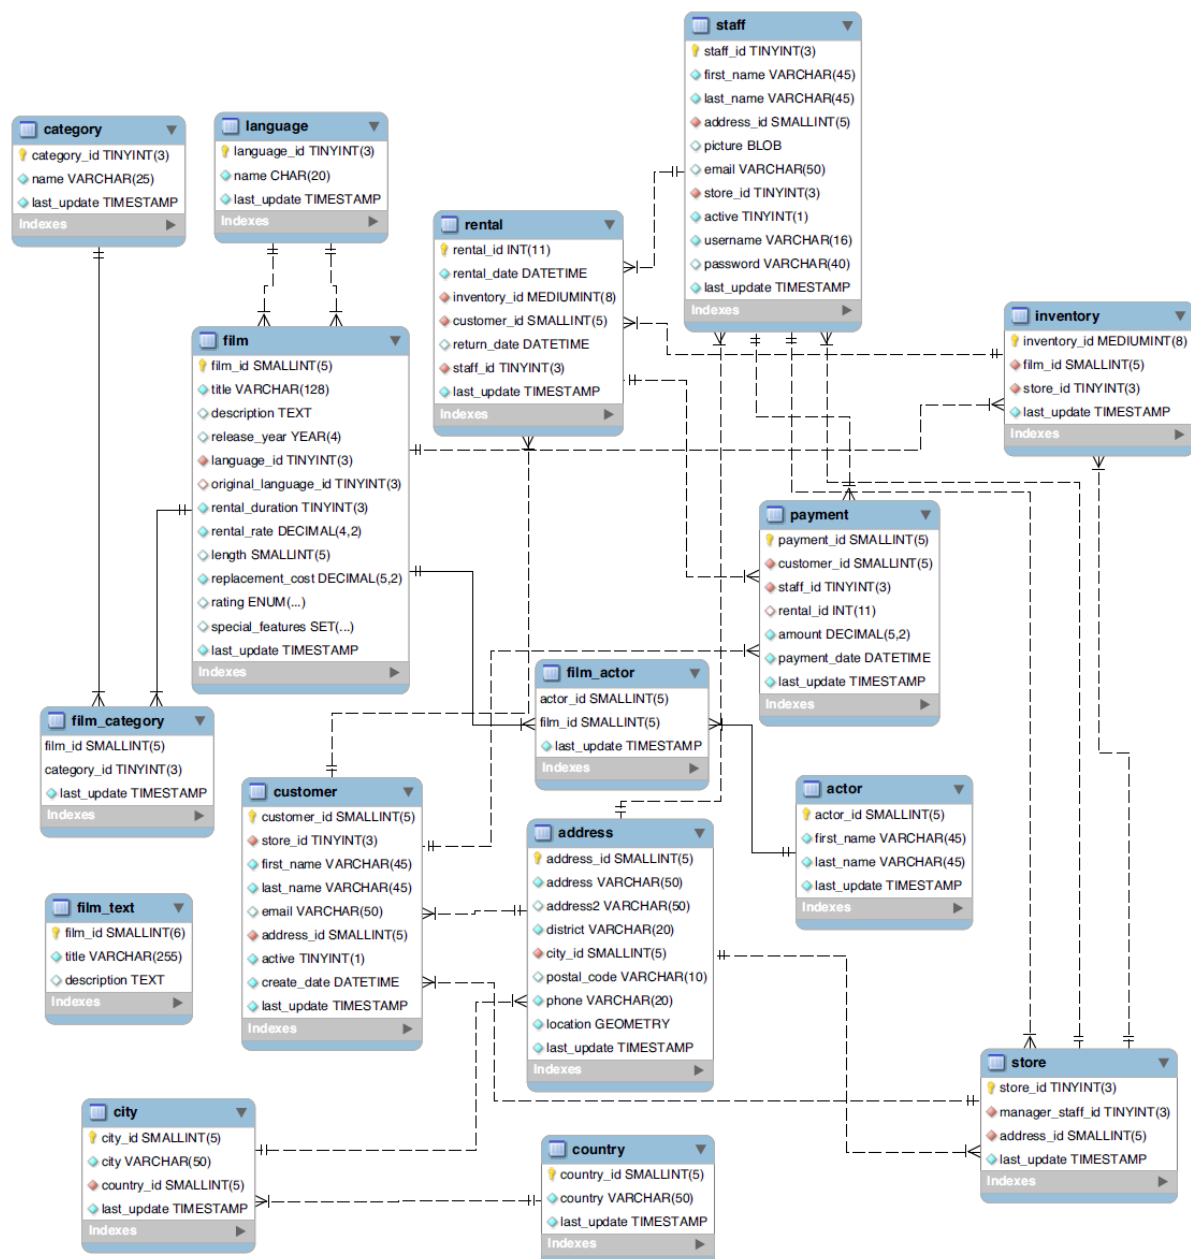 staff
staff_id TINYINT(3)
first_name VARCHAR(45)
last_name VARCHAR(45)
address_id SMALLINT(5)
picture BLOB
email VARCHAR(50)
store_id TINYINT(3)
active TINYINT(1)
username VARCHAR(16)
password VARCHAR(40)
last_update TIMESTAMP
Indexes
category
category_id TINYINT(3)
name VARCHAR(25)
last_update TIMESTAMP
Indexes
language
language_id TINYINT(3)
name CHAR(20)
last_update TIMESTAMP
Indexes
rental
rental_id INT(11)
rental_date DATETIME
inventory_id MEDIUMINT(8)
customer_id SMALLINT(5)
return_date DATETIME
staff_id TINYINT(3)
last_update TIMESTAMP
Indexes
inventory
inventory_id MEDIUMINT(8)
film_id SMALLINT(5)
store_id TINYINT(3)
last_update TIMESTAMP
Indexes
film
film_id SMALLINT(5)
title VARCHAR(128)
description TEXT
release_year YEAR(4)
language_id TINYINT(3)
original_language_id TINYINT(3)
rental_duration TINYINT(3)
rental_rate DECIMAL(4,2)
length SMALLINT(5)
replacement_cost DECIMAL(5,2)
rating ENUM(...)
special_features SET(...)
last_update TIMESTAMP
Indexes
payment
payment_id SMALLINT(5)
customer_id SMALLINT(5)
staff_id TINYINT(3)
rental_id INT(11)
amount DECIMAL(5,2)
payment_date DATETIME
last_update TIMESTAMP
Indexes
film_actor
actor_id SMALLINT(5)
film_id SMALLINT(5)
last_update TIMESTAMP
Indexes
film_category
film_id SMALLINT(5)
category_id TINYINT(3)
last_update TIMESTAMP
Indexes
customer
customer_id SMALLINT(5)
store_id TINYINT(3)
first_name VARCHAR(45)
last_name VARCHAR(45)
email VARCHAR(50)
address_id SMALLINT(5)
active TINYINT(1)
create_date DATETIME
last_update TIMESTAMP
Indexes
address
address_id SMALLINT(5)
address VARCHAR(50)
address2 VARCHAR(50)
district VARCHAR(20)
city_id SMALLINT(5)
postal_code VARCHAR(10)
phone VARCHAR(20)
location GEOMETRY
last_update TIMESTAMP
Indexes
actor
actor_id SMALLINT(5)
first_name VARCHAR(45)
last_name VARCHAR(45)
last_update TIMESTAMP
Indexes
film_text
film_id SMALLINT(6)
title VARCHAR(255)
description TEXT
Indexes
store
store_id TINYINT(3)
manager_staff_id TINYINT(3)
address_id SMALLINT(5)
last_update TIMESTAMP
Indexes
city
city_id SMALLINT(5)
city VARCHAR(50)
country_id SMALLINT(5)
last_update TIMESTAMP
Indexes
country
country_id SMALLINT(5)
country VARCHAR(50)
last_update TIMESTAMP
Indexes